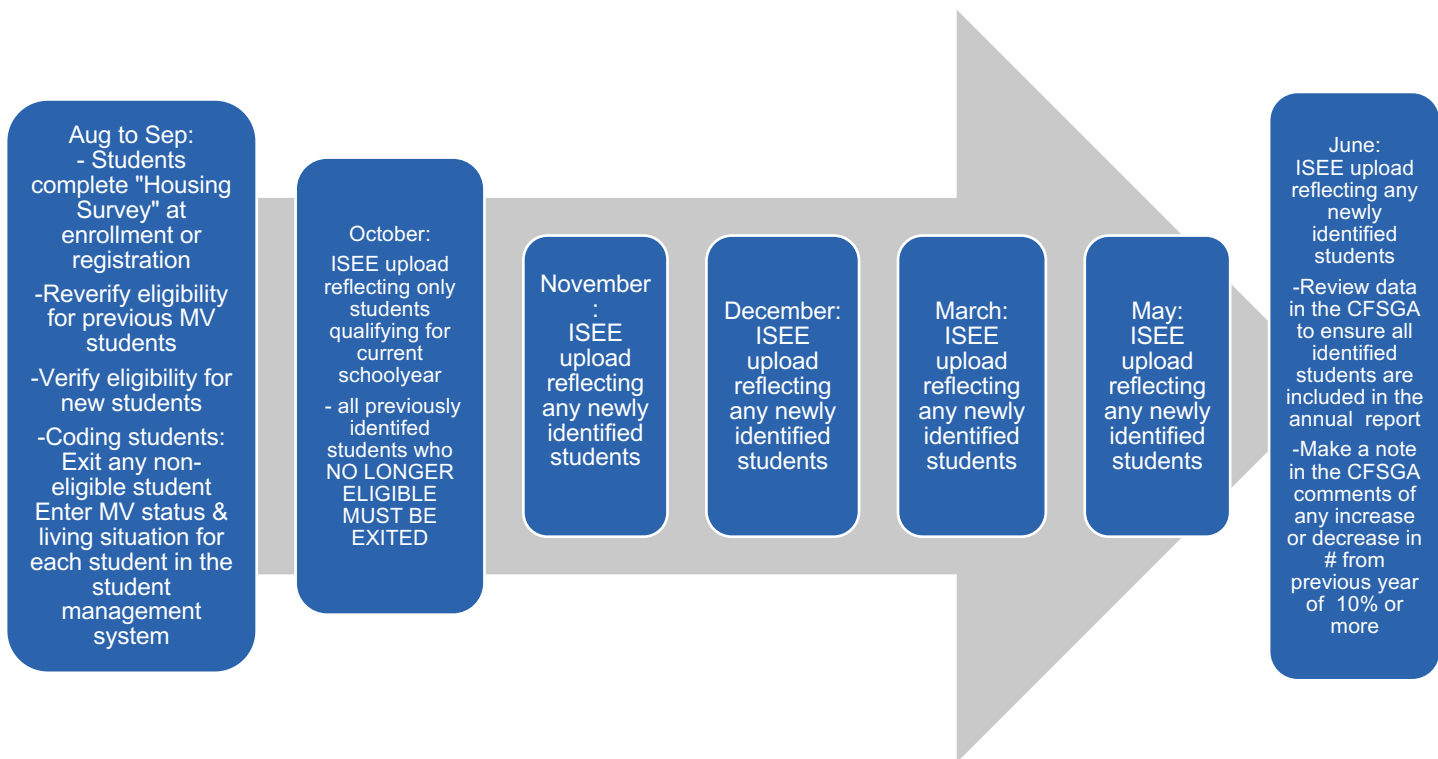 Aug to Sep:
- Students
complete "Housing
Survey" at
enrollment or
registration
-Reverify eligibility
for previous MV
students
-Verify eligibility for
new students
-Coding students:
Exit any non-
eligible student
Enter MV status &
living situation for
each student in the
student
management
system
October:
ISEE upload
reflecting only
students
qualifying for
current
schoolyear
- all previously
identifed
students who
NO LONGER
ELIGIBLE
MUST BE
EXITED
November
:
ISEE
upload
reflecting
any newly
identified
students
December:
ISEE
upload
reflecting
any newly
identified
students
March:
ISEE
upload
reflecting
any newly
identified
students
May:
ISEE
upload
reflecting
any newly
identified
students
June:
ISEE upload
reflecting any
newly
identified
students
-Review data
in the CFSGA
to ensure all
identified
students are
included in the
annual report
-Make a note
in the CFSGA
comments of
any increase
or decrease in
# from
previous year
of 10% or
more